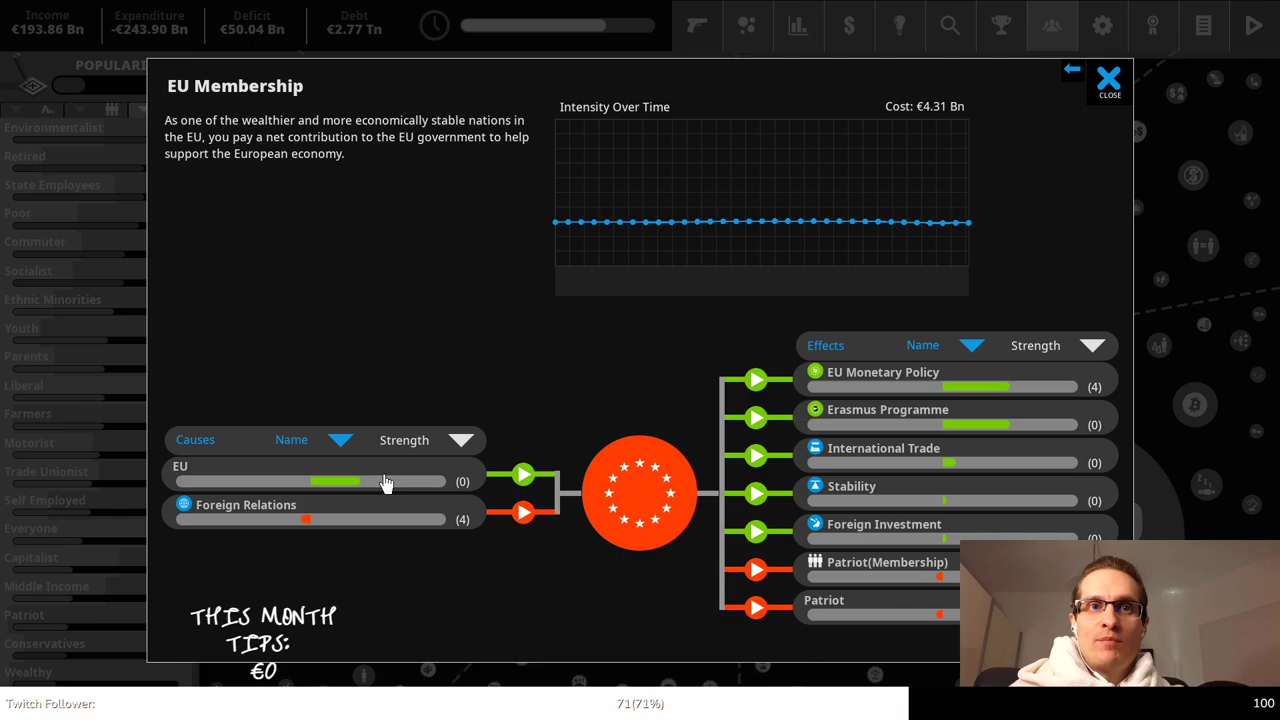 Income
Expenditure
Deficit
Debt
€193.86 Bn
-€243.90 Bn
€50.04 Bn
€2.77 Tn
POPULARI
Environmentalist
Retired
State Employees
Poor
Commuter
Socialist
Ethnic Minorities
Youth
Parents
Liberal
Farmers
Motorist
Trade Unionist
Self Employed
Everyone
Capitalist
Middle Income
Patriot
Conservatives
Wealthy
EU Membership
CLOSE
As one of the wealthier and more economically stable nations in
the EU, you pay a net contribution to the EU government to help
support the European economy.
Intensity Over Time
Cost: €4.31 Bn
Causes
Name
Strength
EU
(0)
Foreign Relations
(4)
Effects
Name
Strength
EU Monetary Policy
(4)
Erasmus Programme
(0)
International Trade
(0)
Stability
(0)
Foreign Investment
(0)
Patriot(Membership)
Patriot
THIS MONTH
TIPS:
€0
Twitch Follower:
71(71%)
100